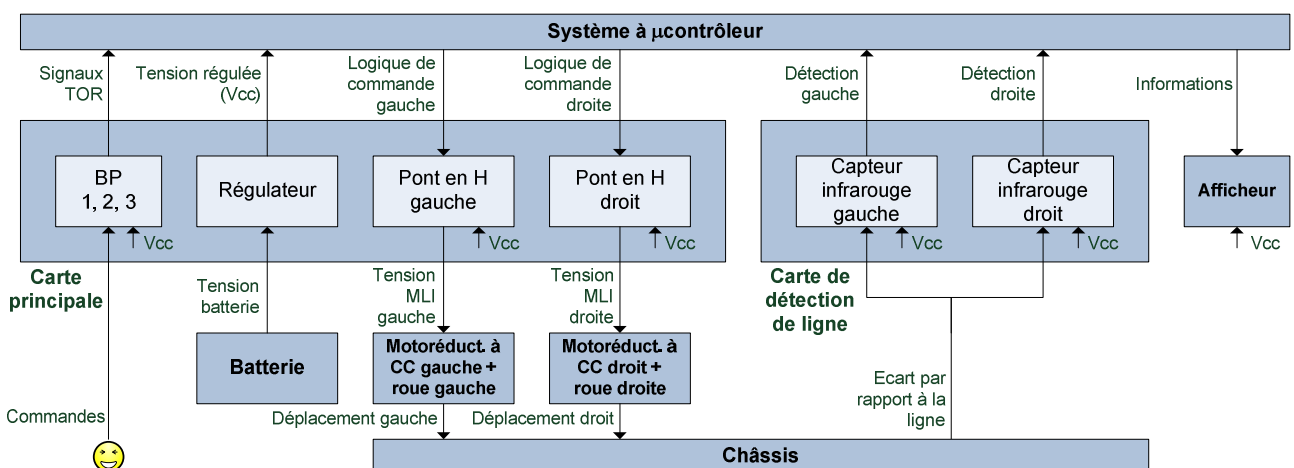 Système à µcontrôleur
Signaux
TOR
Tension régulée
(Vcc)
Logique de
commande
gauche
Logique de
commande
droite
Détection
gauche
Détection
droite
Informations
BP
1, 2, 3
Régulateur
Pont en H
gauche
Pont en H
droit
Capteur
infrarouge
gauche
Capteur
infrarouge
droit
Afficheur
Vcc
Vcc
Vcc
Vcc
Vcc
Vcc
Carte
principale
Tension
batterie
Tension
MLI
gauche
Tension
MLI
droite
Carte de
détection
de ligne
Batterie
Motoréduct. à
CC gauche +
roue gauche
Motoréduct. à
CC droit +
roue droite
Ecart par
rapport à la
ligne
Commandes
Déplacement gauche
Déplacement droit
Châssis